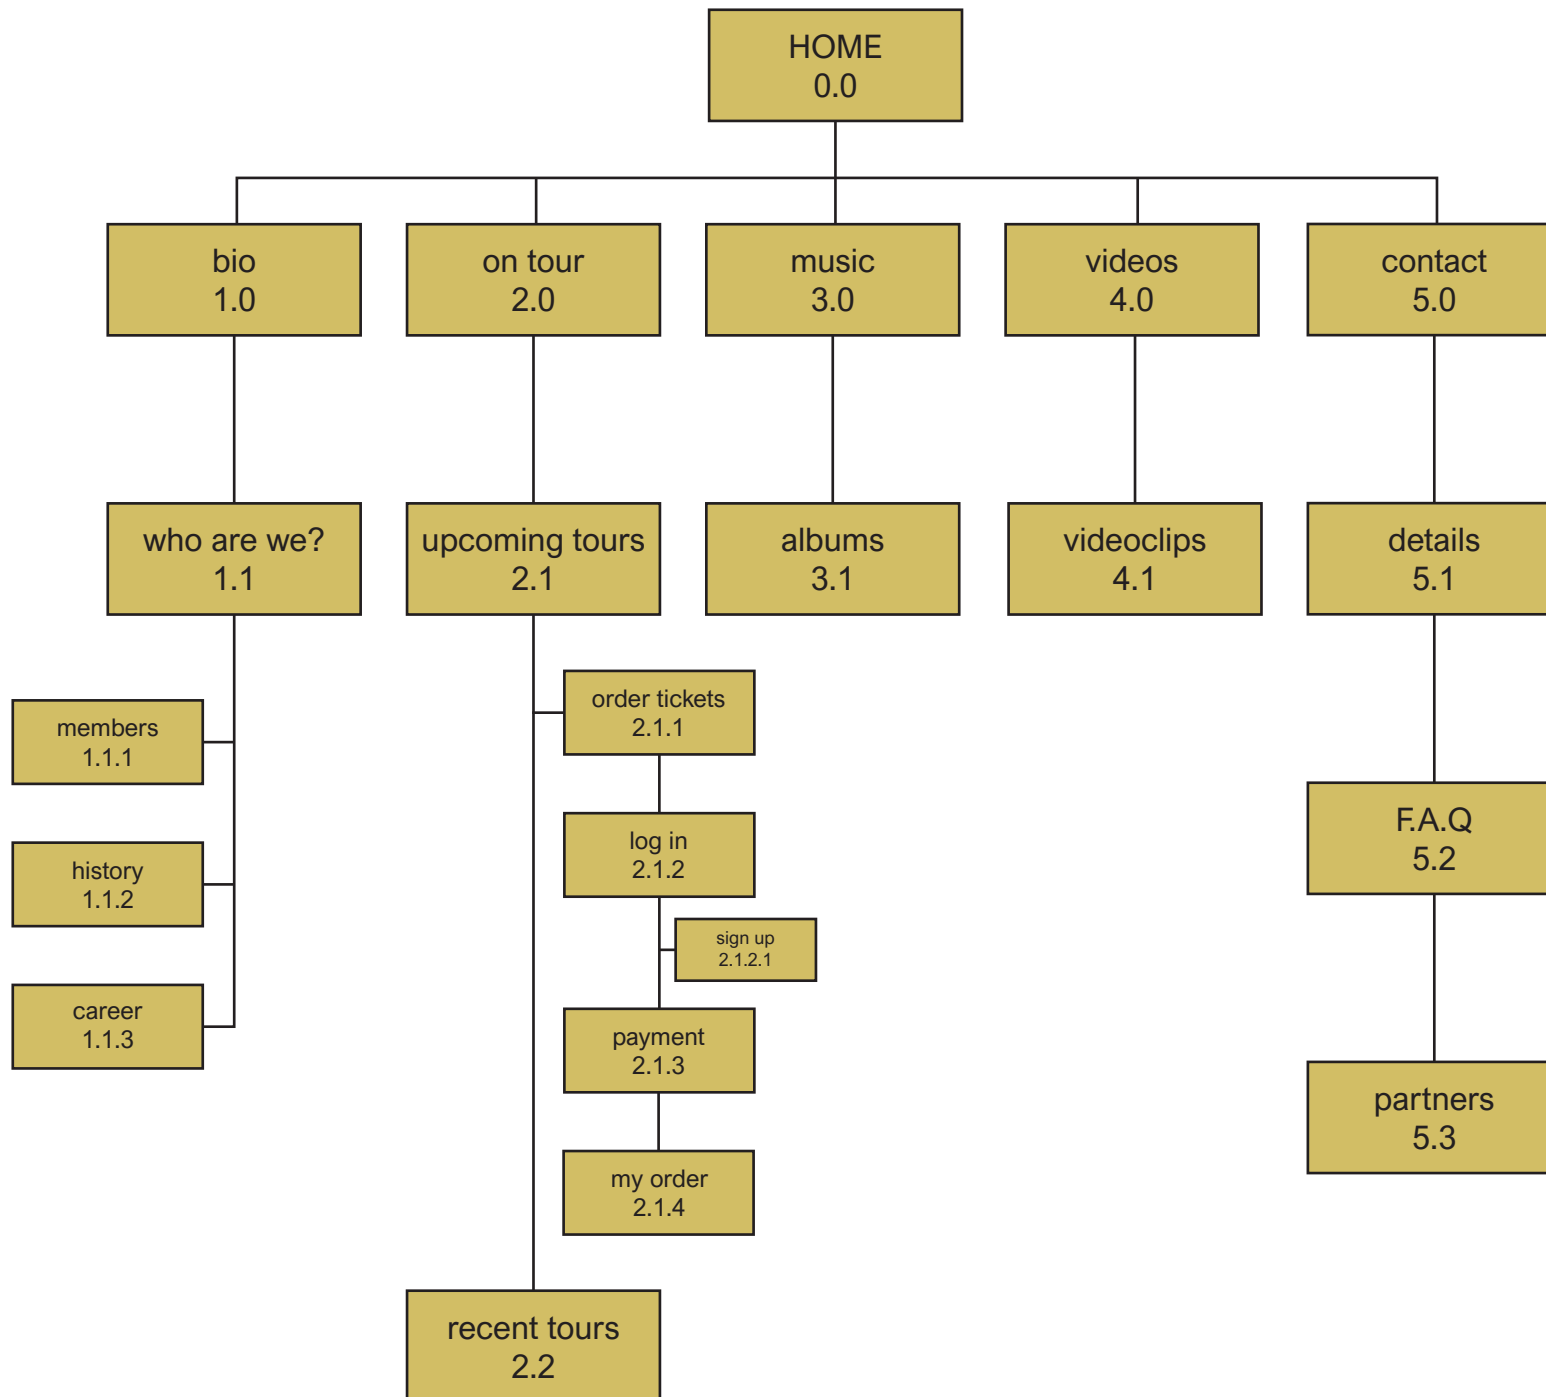 HOME
0.0
bio
1.0
on tour
2.0
music
3.0
videos
4.0
contact
5.0
who are we?
1.1
upcoming tours
2.1
albums
3.1
videoclips
4.1
details
5.1
members
1.1.1
history
1.1.2
career
1.1.3
order tickets
2.1.1
log in
2.1.2
sign up
2.1.2.1
payment
2.1.3
my order
2.1.4
recent tours
2.2
F.A.Q
5.2
partners
5.3